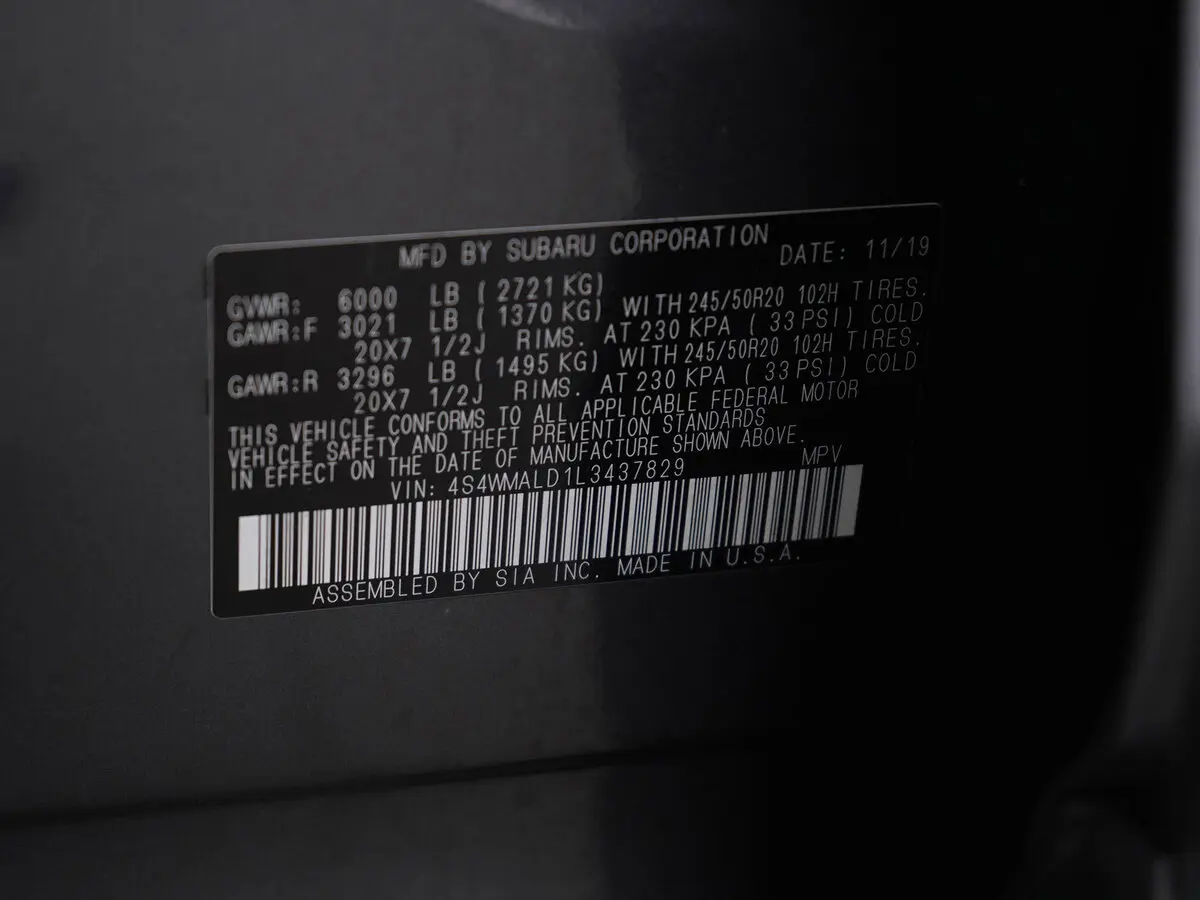 MFD BY SUBARU CORPORATION
DATE: 11/19
GVWR: 6000 LB ( 2721 KG)
GAWR:F 3021 LB ( 1370 KG) WITH 245/50R20 102H TIRES.
20X7 1/2J RIMS. AT 230 KPA ( 33 PSI) COLD
GAWR:R 3296 LB ( 1495 KG) WITH 245/50R20 102H TIRES.
20X7 1/2J RIMS. AT 230 KPA ( 33 PSI) COLD
THIS VEHICLE CONFORMS TO ALL APPLICABLE FEDERAL MOTOR
VEHICLE SAFETY AND THEFT PREVENTION STANDARDS
IN EFFECT ON THE DATE OF MANUFACTURE SHOWN ABOVE.
VIN: 4S4WMALD1L3437829 MPV
ASSEMBLED BY SIA INC. MADE IN U.S.A.